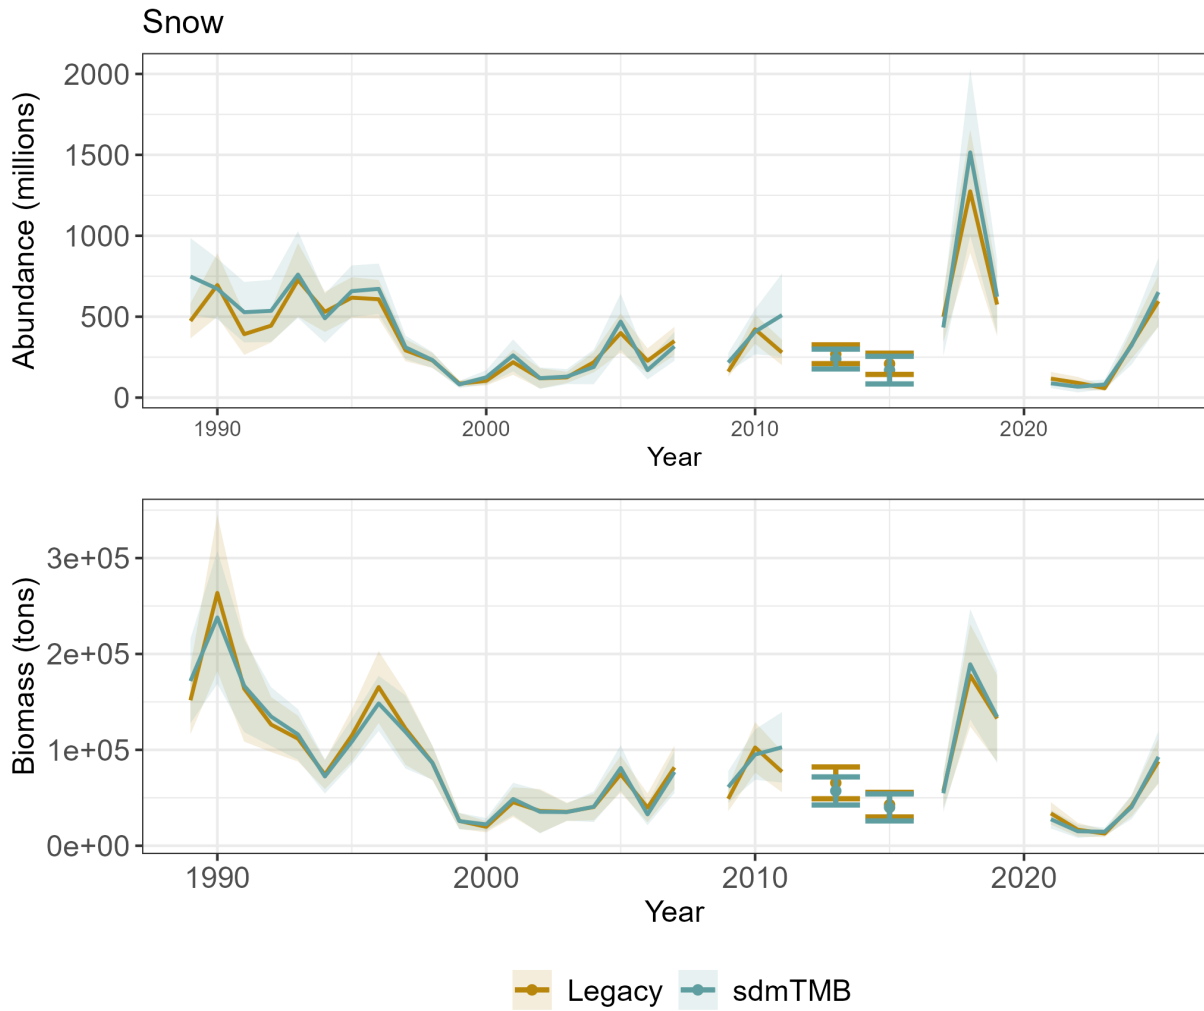 Snow
Abundance (millions)
2000
1500
1000
500
0
1990 2000 2010 2020
Year
Biomass (tons)
3e+05
2e+05
1e+05
0e+00
1990 2000 2010 2020
Year
Legacy sdmTMB